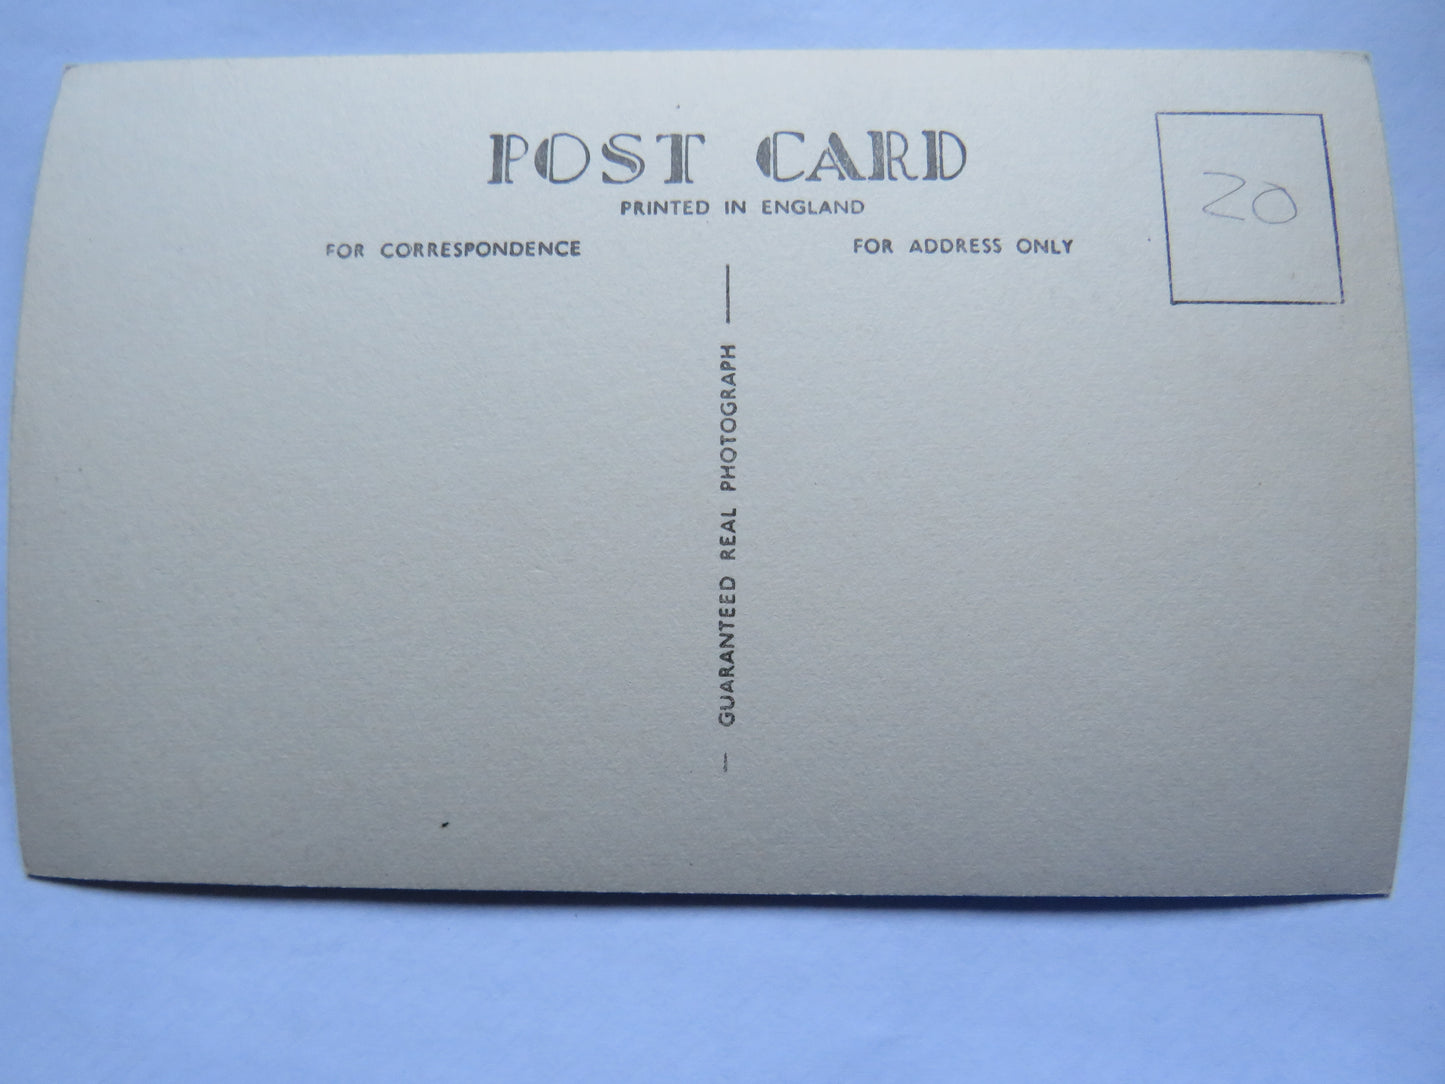 POST CARD
PRINTED IN ENGLAND
FOR CORRESPONDENCE
FOR ADDRESS ONLY
20
GUARANTEED REAL PHOTOGRAPH